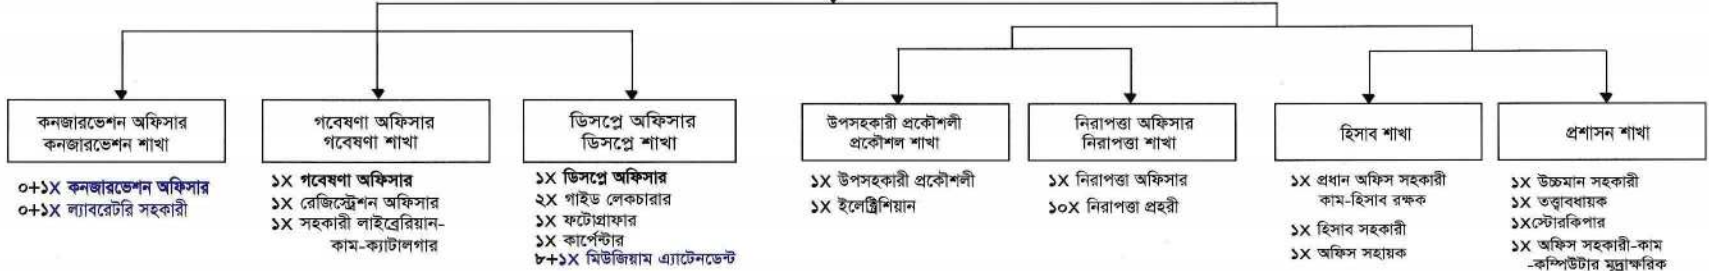 কনজারভেশন অফিসার
কনজারভেশন শাখা
০+১X কনজারভেশন অফিসার
০+১X ল্যাবরেটরি সহকারী
গবেষণা অফিসার
গবেষণা শাখা
১X গবেষণা অফিসার
১X রেজিস্ট্রেশন অফিসার
১X সহকারী লাইব্রেরিয়ান-
কাম-ক্যাটালগার
ডিসপ্লে অফিসার
ডিসপ্লে শাখা
১X ডিসপ্লে অফিসার
২X গাইড লেকচারার
১X ফটোগ্রাফার
১X কার্পেন্টার
৮+১X মিউজিয়াম এ্যাটেনডেন্ট
উপসহকারী প্রকৌশলী
প্রকৌশল শাখা
১X উপসহকারী প্রকৌশলী
১X ইলেক্ট্রিশিয়ান
নিরাপত্তা অফিসার
নিরাপত্তা শাখা
১X নিরাপত্তা অফিসার
১০X নিরাপত্তা প্রহরী
হিসাব শাখা
১X প্রধান অফিস সহকারী
কাম-হিসাব রক্ষক
১X হিসাব সহকারী
১X অফিস সহায়ক
প্রশাসন শাখা
১X উচ্চমান সহকারী
১X তত্ত্বাবধায়ক
১Xস্টোরকিপার
১X অফিস সহকারী-কাম
-কম্পিউটার মুদ্রাক্ষরিক